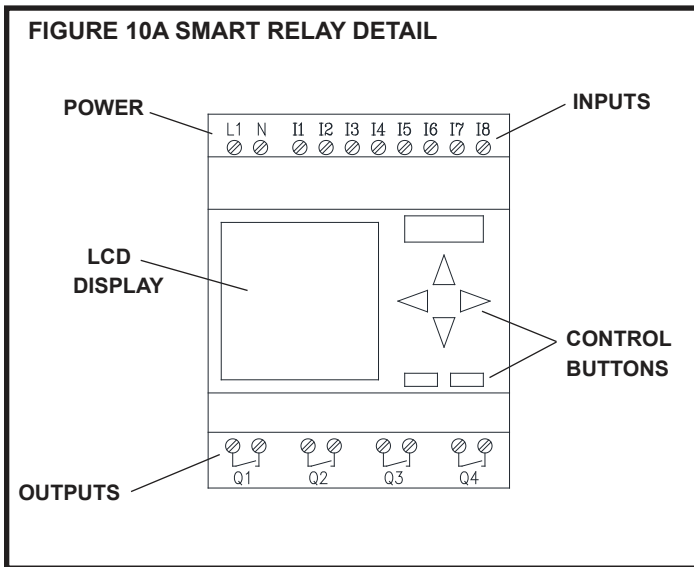 FIGURE 10A SMART RELAY DETAIL
POWER
INPUTS
L1 N I1 I2 I3 I4 I5 I6 I7 I8
LCD
DISPLAY
CONTROL
BUTTONS
OUTPUTS
Q1 Q2 Q3 Q4